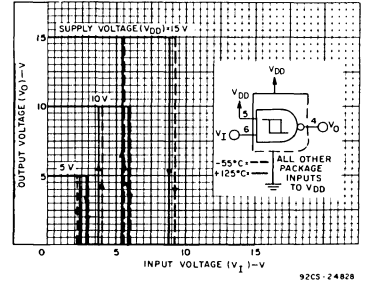 SUPPLY VOLTAGE (VDD)=15 V
15
10 V
10
5 V
5
0
0
5
10
15
OUTPUT VOLTAGE (VO)–V
INPUT VOLTAGE (VI)–V
VDD
VDD
5
6
4
VI
VO
-55°C=
+125°C=
ALL OTHER
PACKAGE
INPUTS
TO VDD
92CS-24828